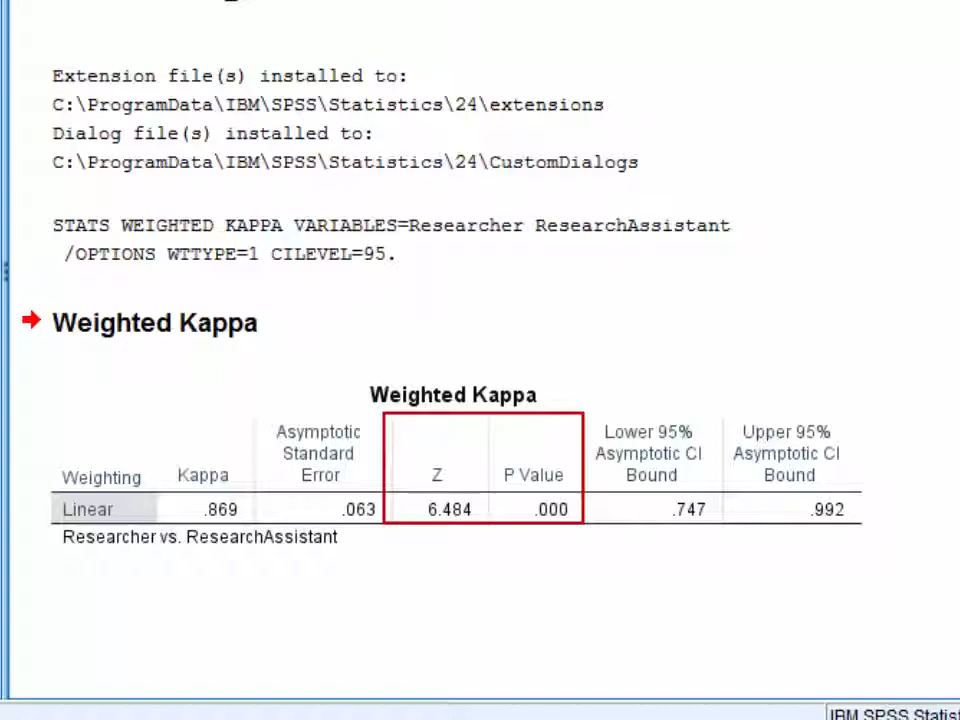 Extension file(s) installed to:
C:\ProgramData\IBM\SPSS\Statistics\24\extensions
Dialog file(s) installed to:
C:\ProgramData\IBM\SPSS\Statistics\24\CustomDialogs
STATS WEIGHTED KAPPA VARIABLES=Researcher ResearchAssistant
/OPTIONS WTTYPE=1 CILEVEL=95.
Weighted Kappa
Weighted Kappa
Weighting Kappa Asymptotic Standard Error Z P Value Lower 95% Asymptotic CI Bound Upper 95% Asymptotic CI Bound
Linear .869 .063 6.484 .000 .747 .992
Researcher vs. ResearchAssistant
IBM SPSS